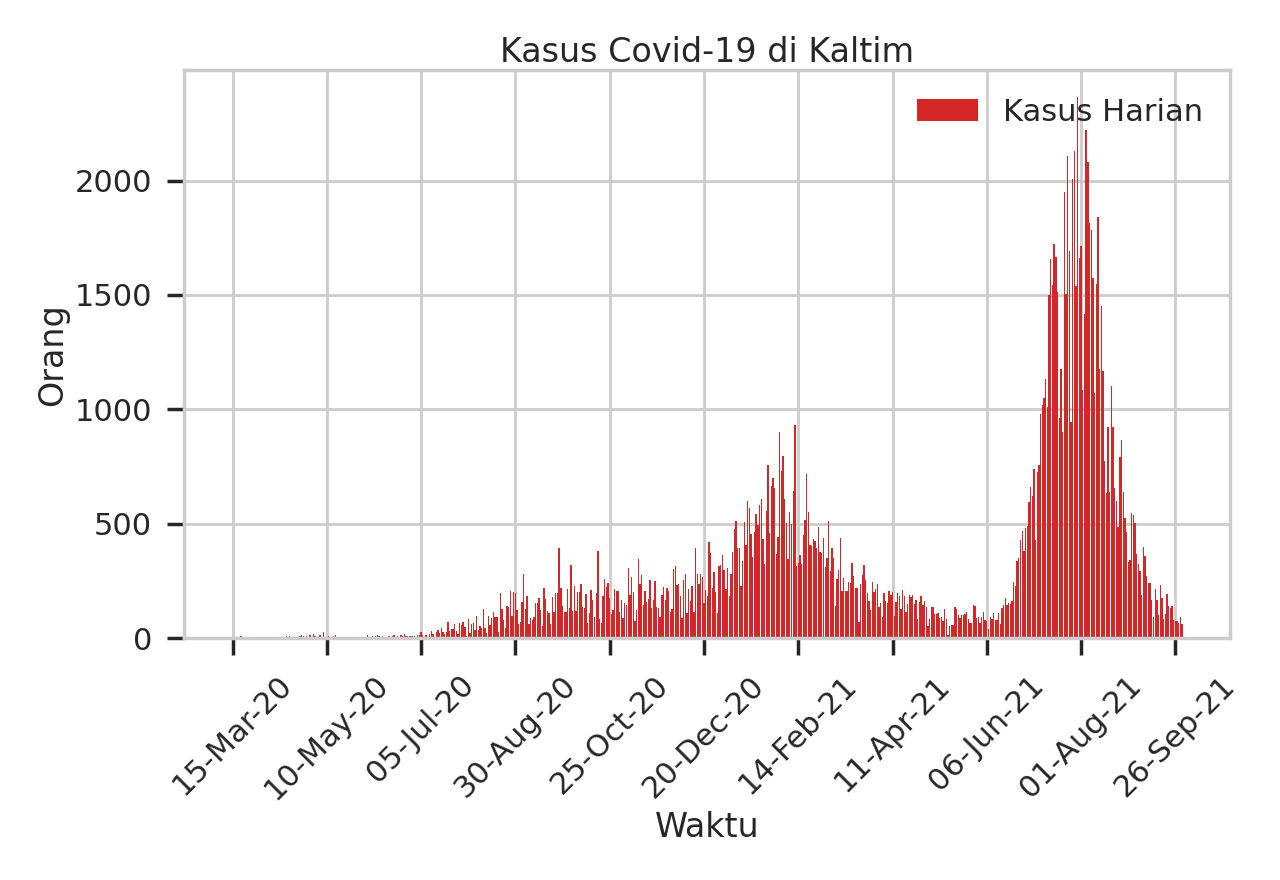 Kasus Covid-19 di Kaltim
Kasus Harian
Orang
2000
1500
1000
500
0
15-Mar-20
10-May-20
05-Jul-20
30-Aug-20
25-Oct-20
20-Dec-20
14-Feb-21
11-Apr-21
06-Jun-21
01-Aug-21
26-Sep-21
Waktu